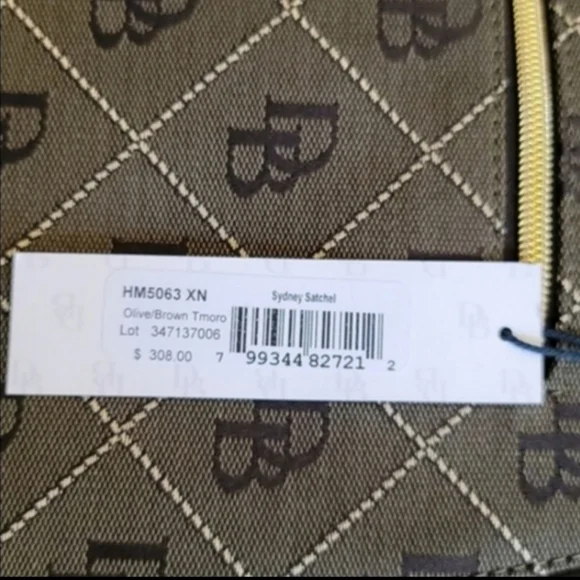 HM5063 XN
Sydney Satchel
Olive/Brown Tmoro
Lot 347137006
$ 308.00
7 99344 82721 2